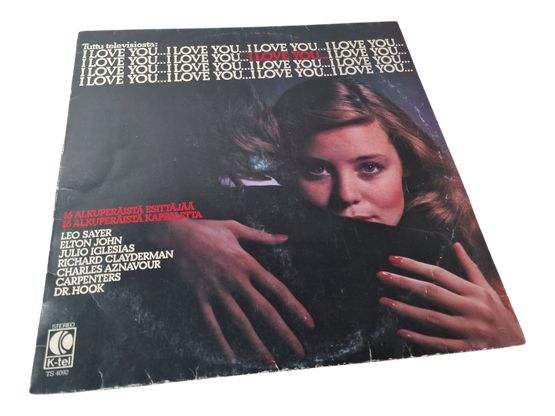 Tuttu televisiosta:
I LOVE YOU...I LOVE YOU...I LOVE YOU...I LOVE YOU...
I LOVE YOU...I LOVE YOU...I LOVE YOU...I LOVE YOU...
I LOVE YOU...I LOVE YOU...I LOVE YOU...I LOVE YOU...
I LOVE YOU...I LOVE YOU...I LOVE YOU...I LOVE YOU...
16 ALKUPERÄISTÄ ESITTÄJÄÄ
16 ALKUPERÄISTÄ KAPPALETTA
LEO SAYER
ELTON JOHN
JULIO IGLESIAS
RICHARD CLAYDERMAN
CHARLES AZNAVOUR
CARPENTERS
DR. HOOK
STEREO
K-tel
TS 4092